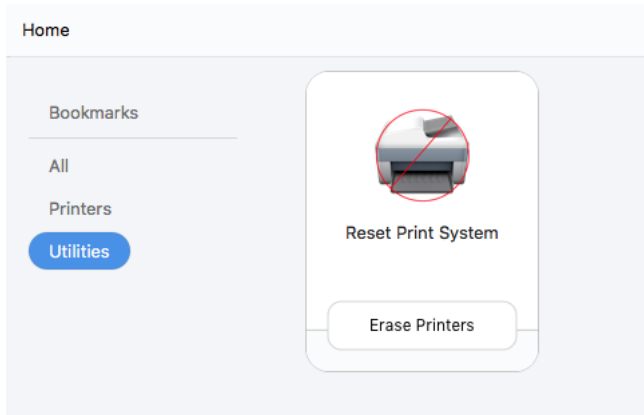 Home
Bookmarks
All
Printers
Utilities
Reset Print System
Erase Printers